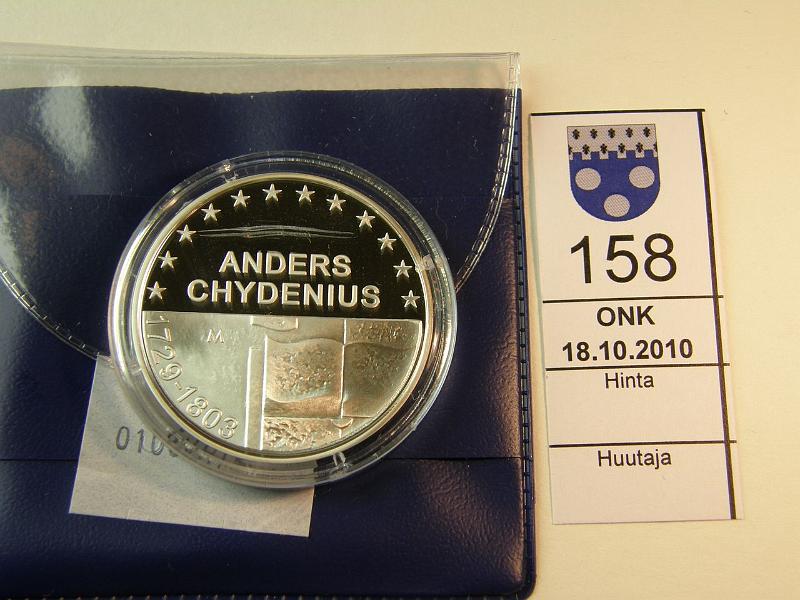 ANDERS
CHYDENIUS
M
1729-1803
158
ONK
18.10.2010
Hinta
Huutaja